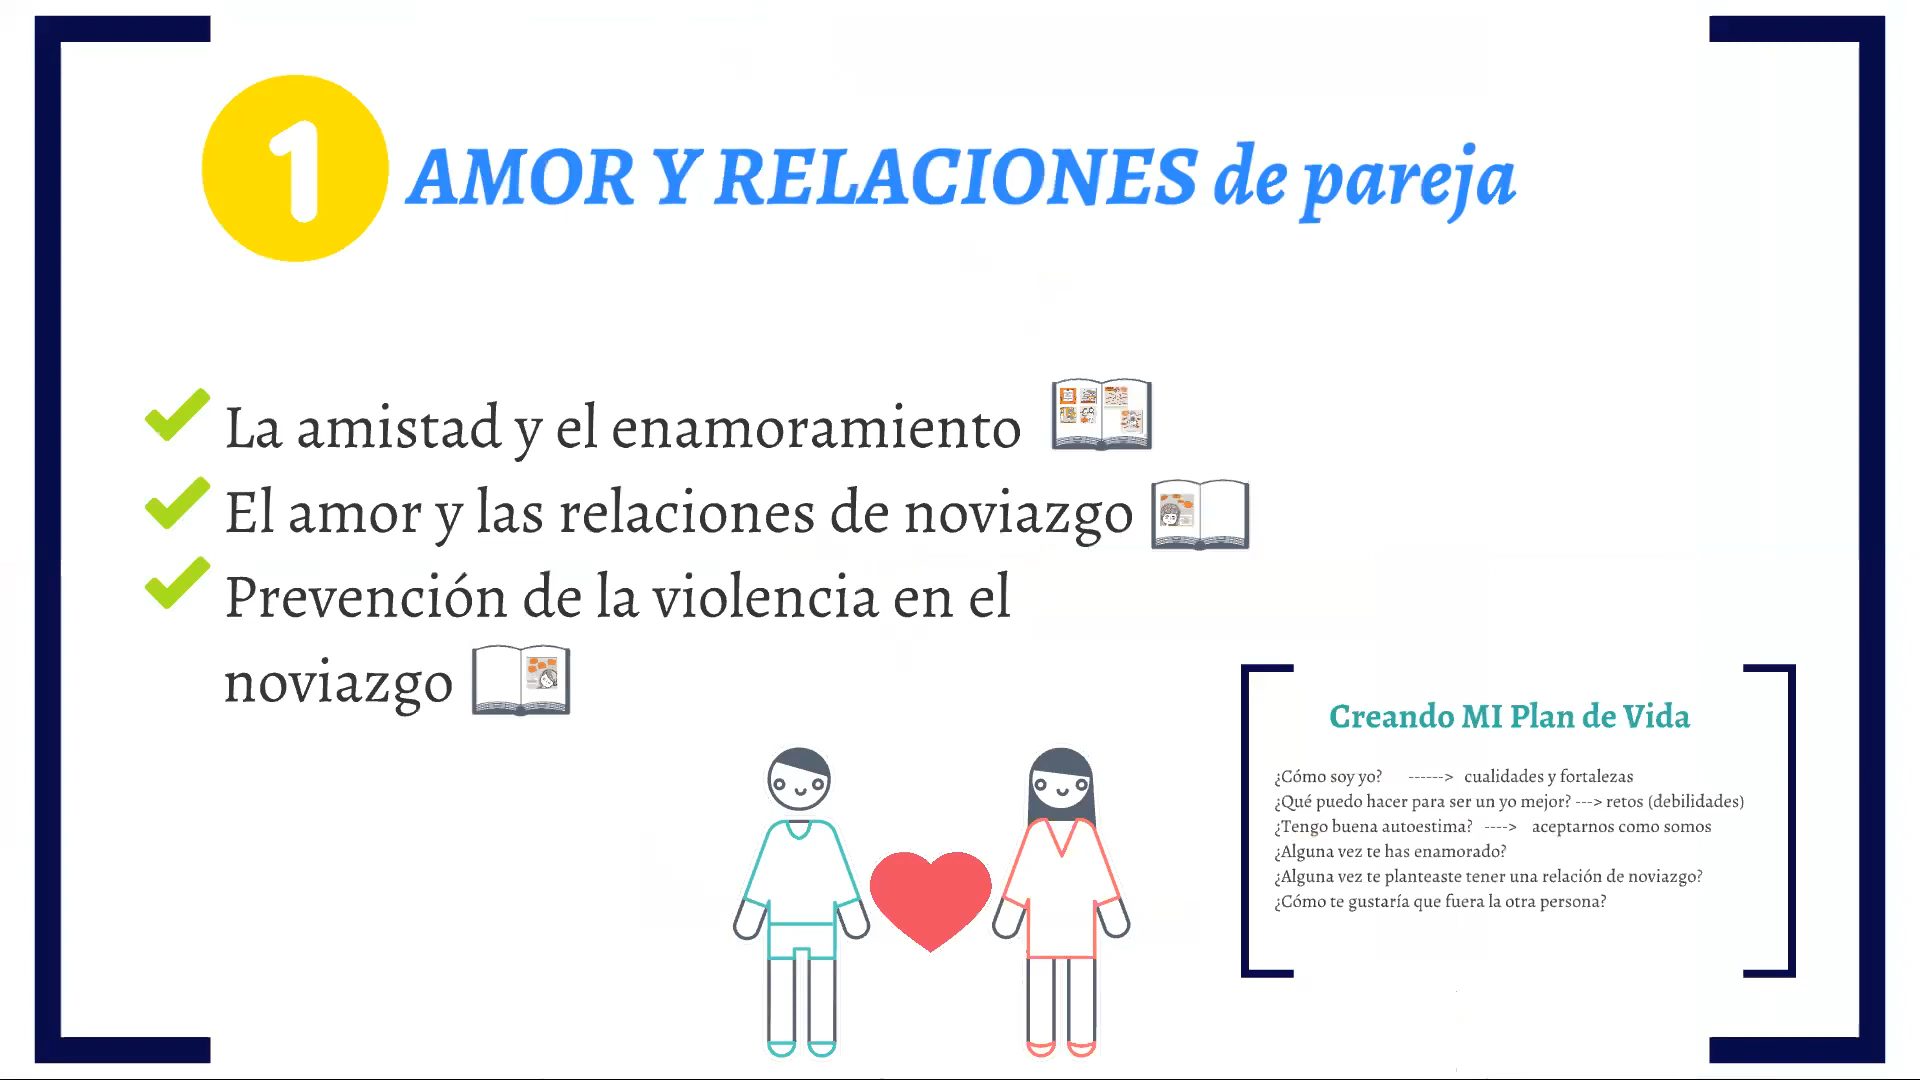 1
AMOR Y RELACIONES de pareja
La amistad y el enamoramiento
El amor y las relaciones de noviazgo
Prevención de la violencia en el
noviazgo
Creando MI Plan de Vida
¿Cómo soy yo? ------> cualidades y fortalezas
¿Qué puedo hacer para ser un yo mejor? ---> retos (debilidades)
¿Tengo buena autoestima? ----> aceptarnos como somos
¿Alguna vez te has enamorado?
¿Alguna vez te planteaste tener una relación de noviazgo?
¿Cómo te gustaría que fuera la otra persona?